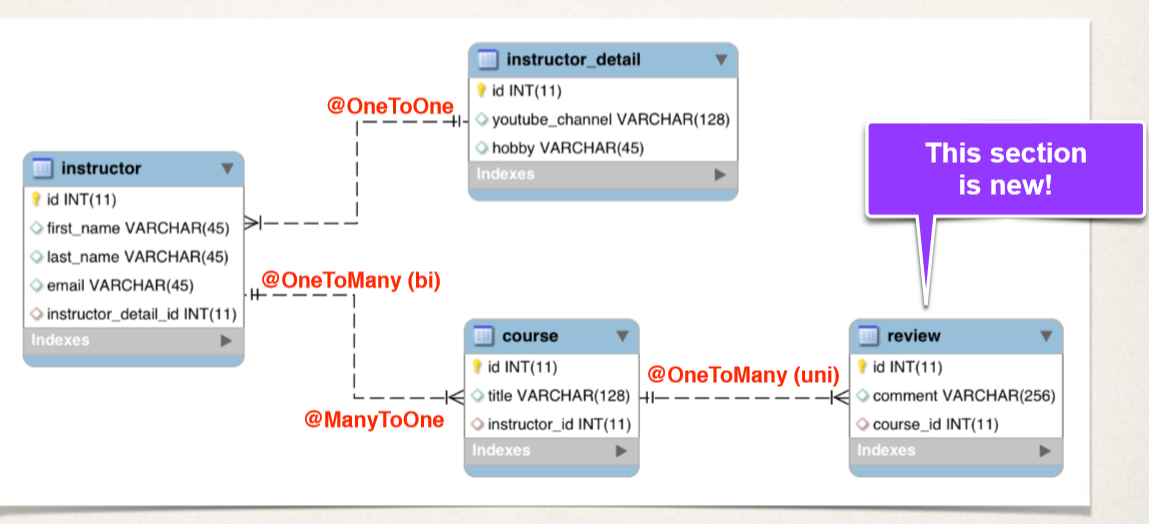 instructor_detail
id INT(11)
youtube_channel VARCHAR(128)
hobby VARCHAR(45)
Indexes
@OneToOne
This section
is new!
instructor
id INT(11)
first_name VARCHAR(45)
last_name VARCHAR(45)
email VARCHAR(45)
instructor_detail_id INT(11)
Indexes
@OneToMany (bi)
@ManyToOne
course
id INT(11)
title VARCHAR(128)
instructor_id INT(11)
Indexes
@OneToMany (uni)
review
id INT(11)
comment VARCHAR(256)
course_id INT(11)
Indexes